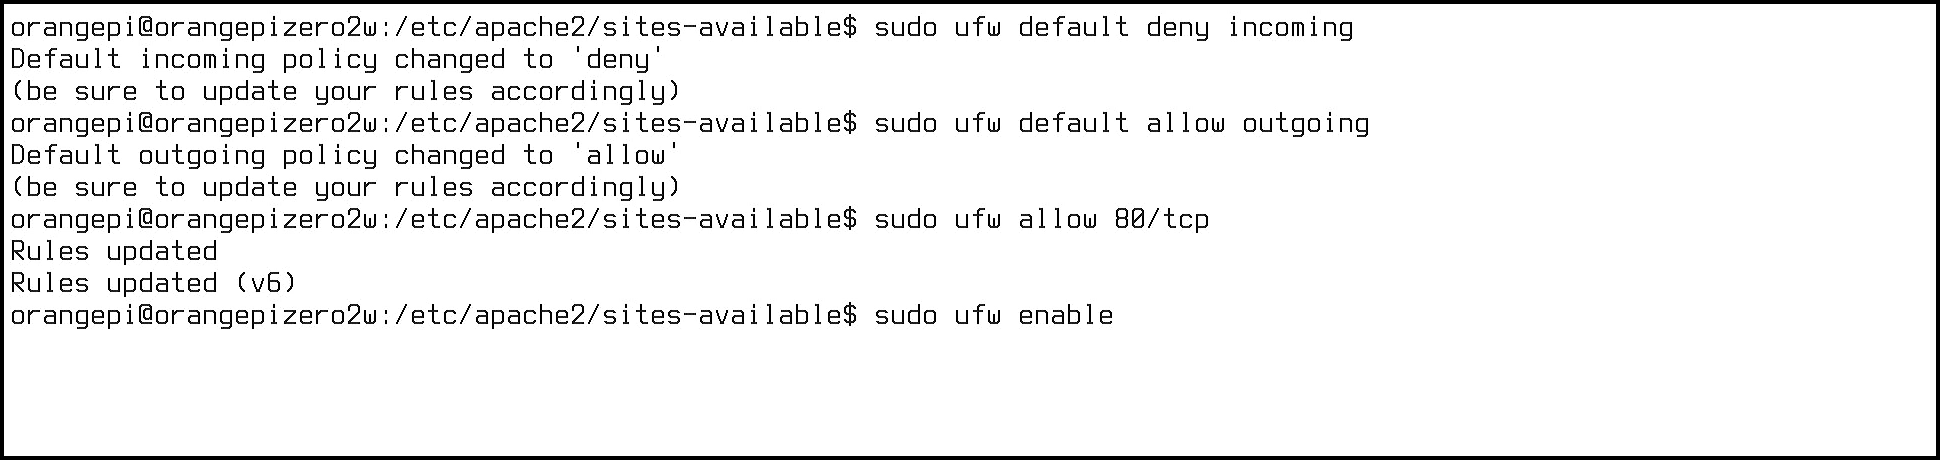 orangepi@orangepizero2w:/etc/apache2/sites-available$ sudo ufw default deny incoming
Default incoming policy changed to 'deny'
(be sure to update your rules accordingly)
orangepi@orangepizero2w:/etc/apache2/sites-available$ sudo ufw default allow outgoing
Default outgoing policy changed to 'allow'
(be sure to update your rules accordingly)
orangepi@orangepizero2w:/etc/apache2/sites-available$ sudo ufw allow 80/tcp
Rules updated
Rules updated (v6)
orangepi@orangepizero2w:/etc/apache2/sites-available$ sudo ufw enable